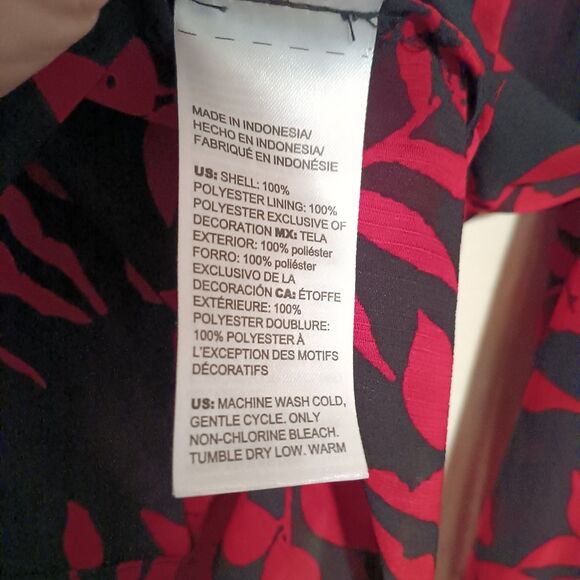 MADE IN INDONESIA/
HECHO EN INDONESIA/
FABRIQUÉ EN INDONÉSIE
US: SHELL: 100%
POLYESTER LINING: 100%
POLYESTER EXCLUSIVE OF
DECORATION MX: TELA
EXTERIOR: 100% poliéster
FORRO: 100% poliéster
EXCLUSIVO DE LA
DECORACIÓN CA: ÉTOFFE
EXTÉRIEURE: 100%
POLYESTER DOUBLURE:
100% POLYESTER À
L'EXCEPTION DES MOTIFS
DÉCORATIFS
US: MACHINE WASH COLD,
GENTLE CYCLE. ONLY
NON-CHLORINE BLEACH.
TUMBLE DRY LOW. WARM